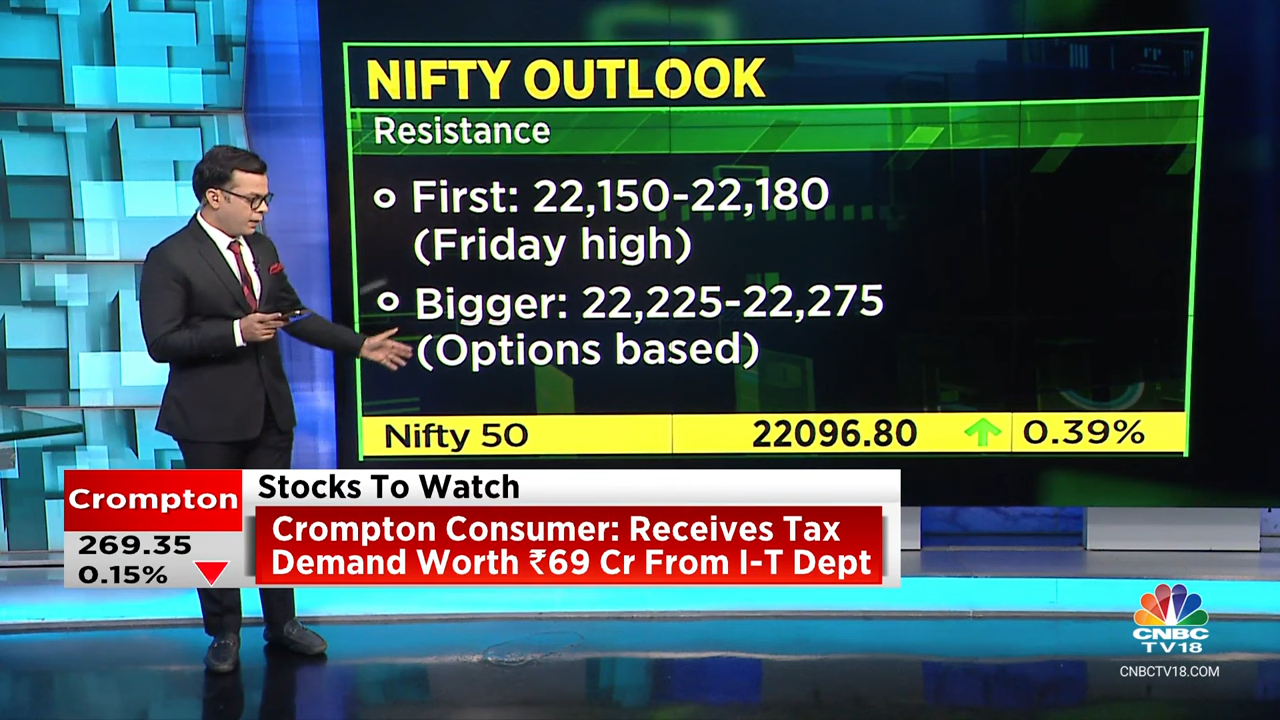 NIFTY OUTLOOK
Resistance
First: 22,150-22,180
(Friday high)
Bigger: 22,225-22,275
(Options based)
Nifty 50 22096.80 0.39%
Crompton
269.35
0.15%
Stocks To Watch
Crompton Consumer: Receives Tax
Demand Worth ₹69 Cr From I-T Dept
CNBC
TV18
CNBCTV18.COM